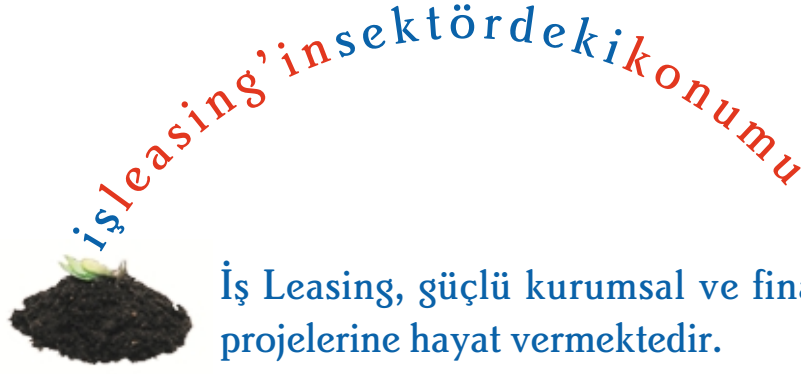 işleasing’insektördekikonumu
İş Leasing, güçlü kurumsal ve fina
projelerine hayat vermektedir.